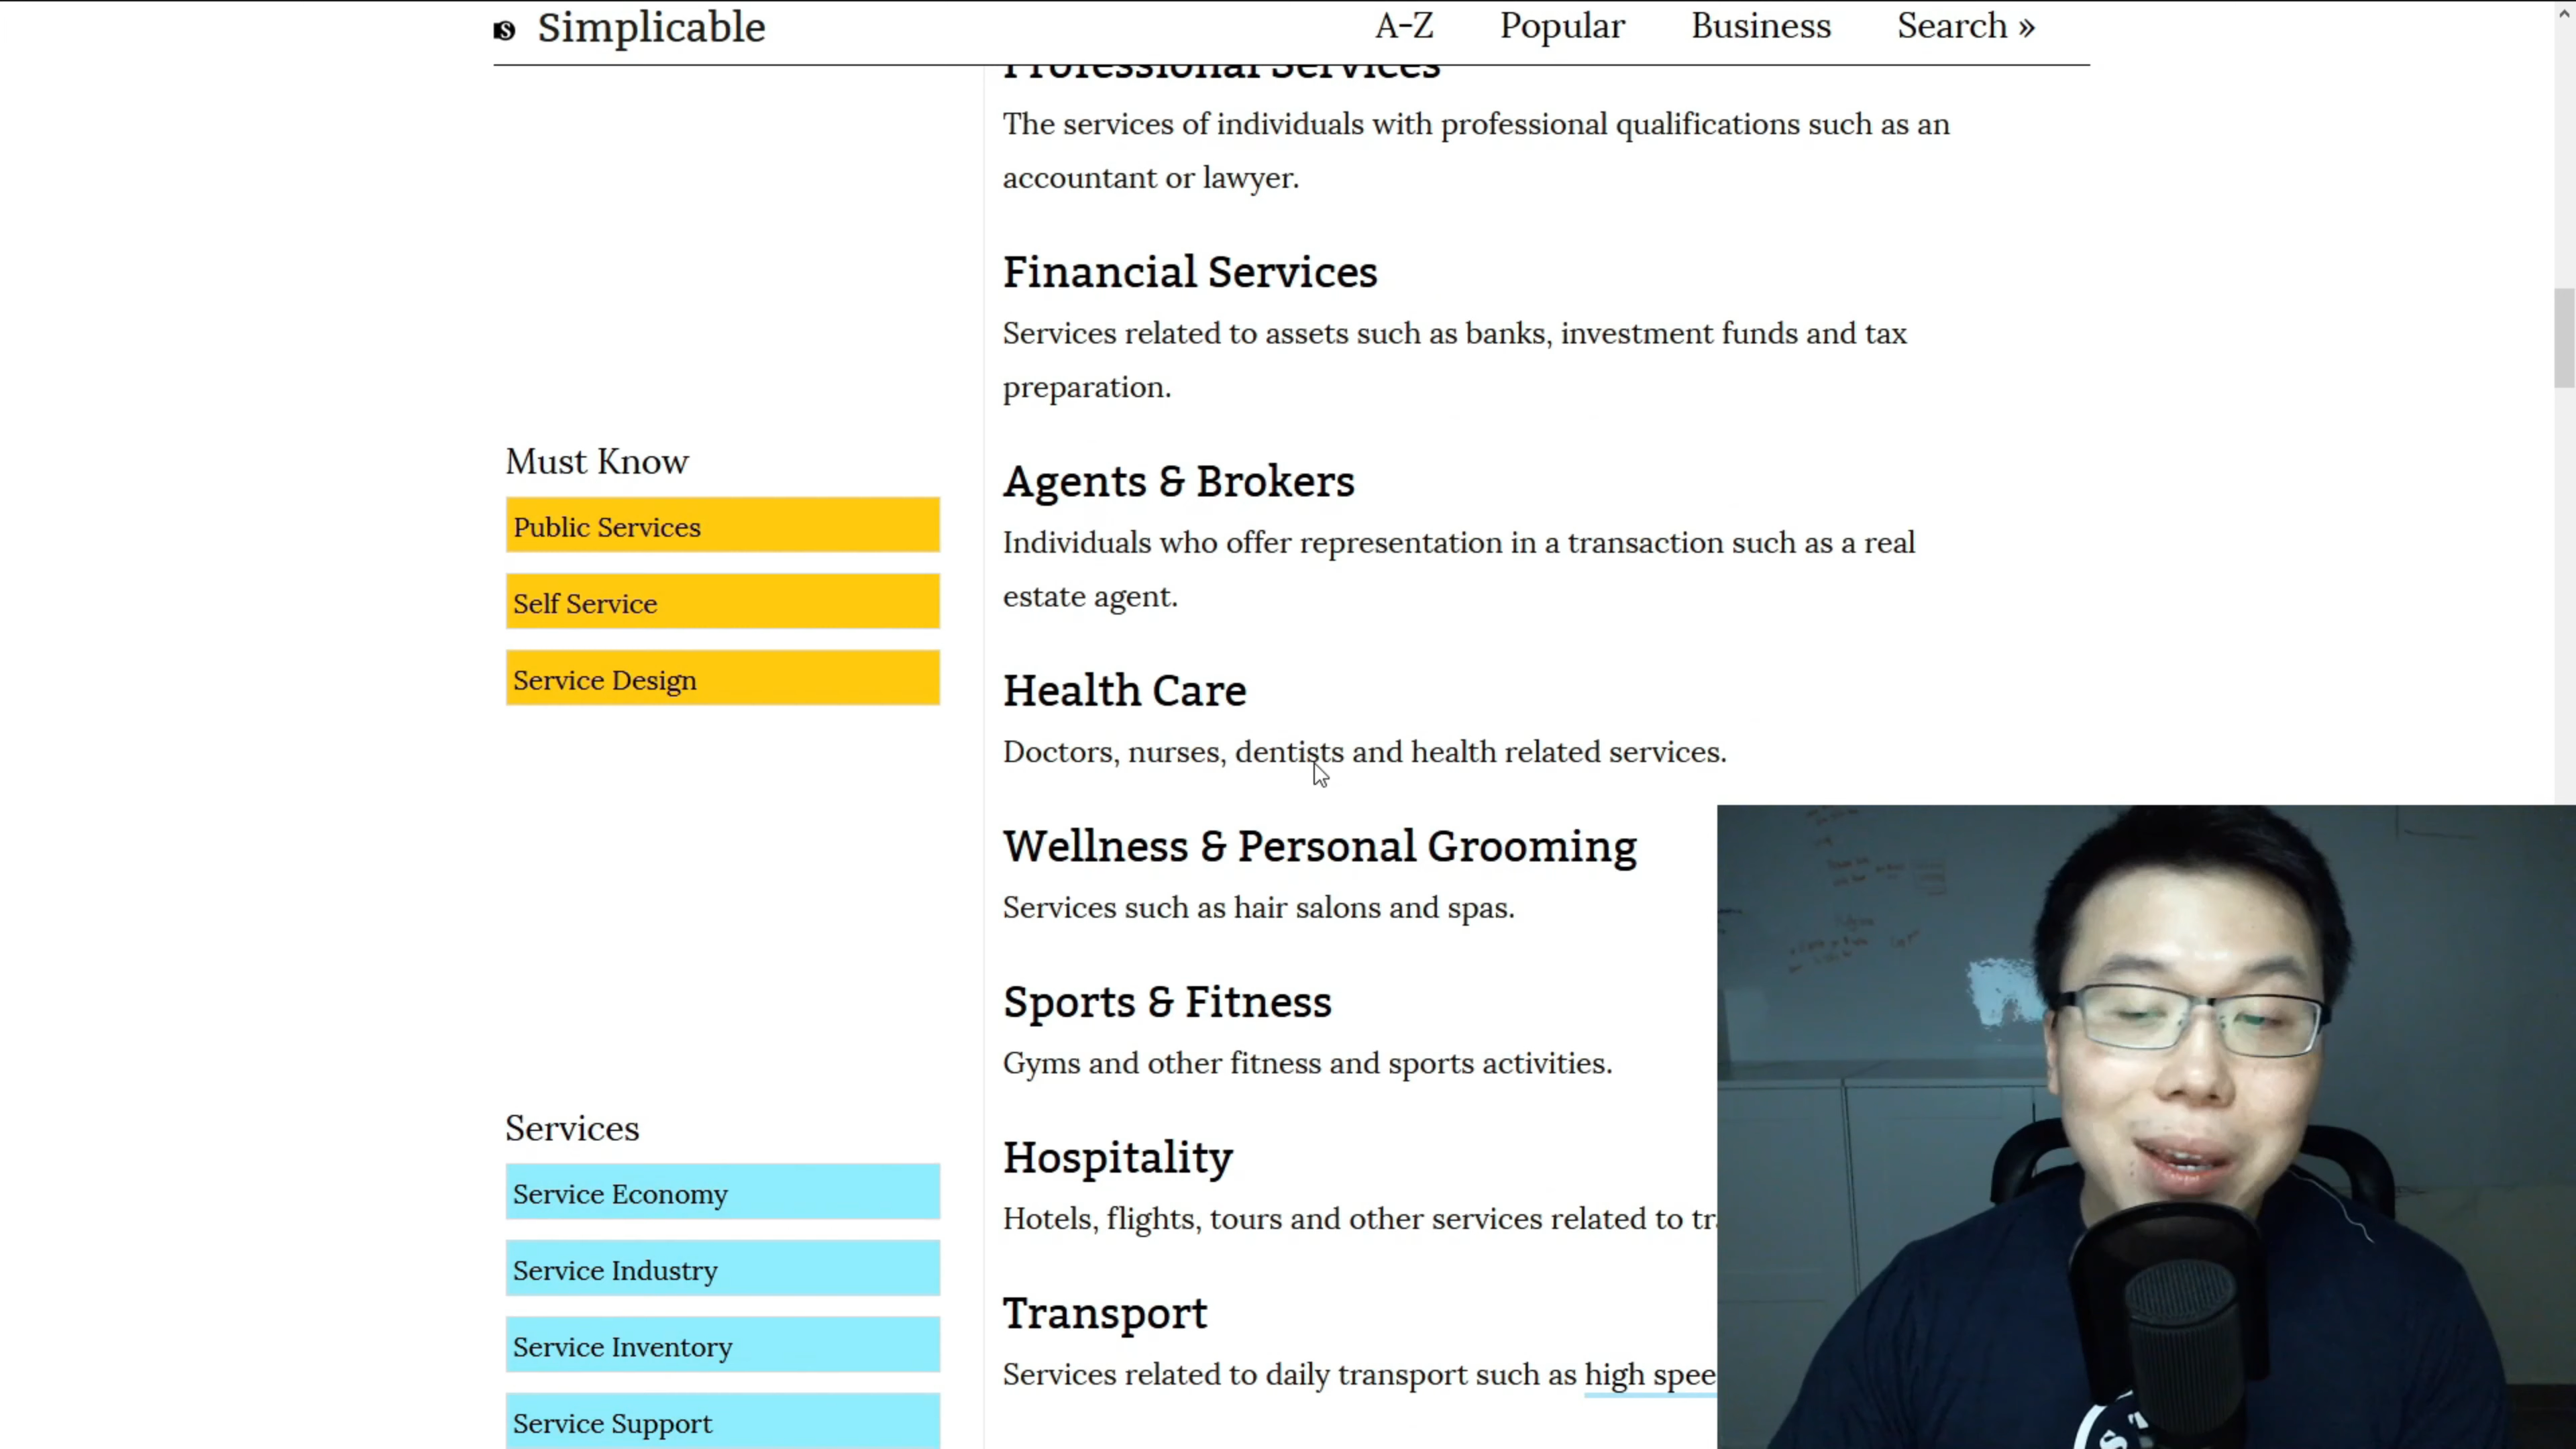 Simplicable
A-Z
Popular
Business
Search »
Professional Services
The services of individuals with professional qualifications such as an
accountant or lawyer.
Financial Services
Services related to assets such as banks, investment funds and tax
preparation.
Must Know
Public Services
Self Service
Service Design
Agents & Brokers
Individuals who offer representation in a transaction such as a real
estate agent.
Health Care
Doctors, nurses, dentists and health related services.
Wellness & Personal Grooming
Services such as hair salons and spas.
Sports & Fitness
Gyms and other fitness and sports activities.
Services
Service Economy
Service Industry
Service Inventory
Service Support
Hospitality
Hotels, flights, tours and other services related to
Transport
Services related to daily transport such as high